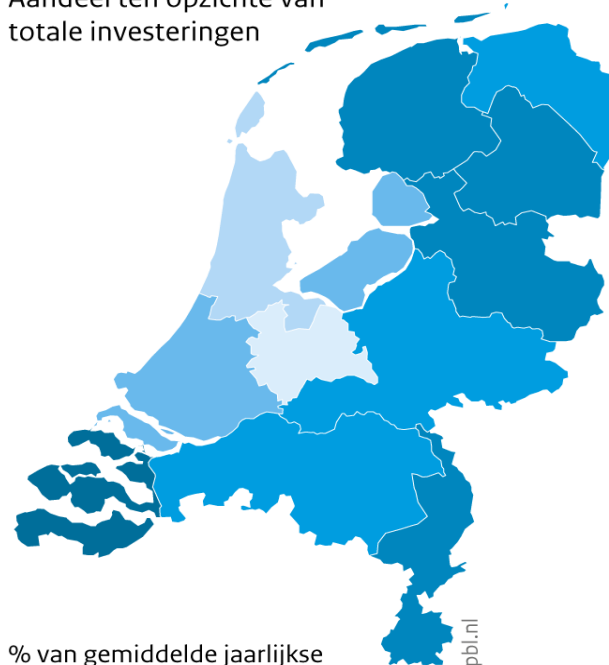 Aandeel ten opzichte van
totale investeringen
pbl.nl
% van gemiddelde jaarlijkse